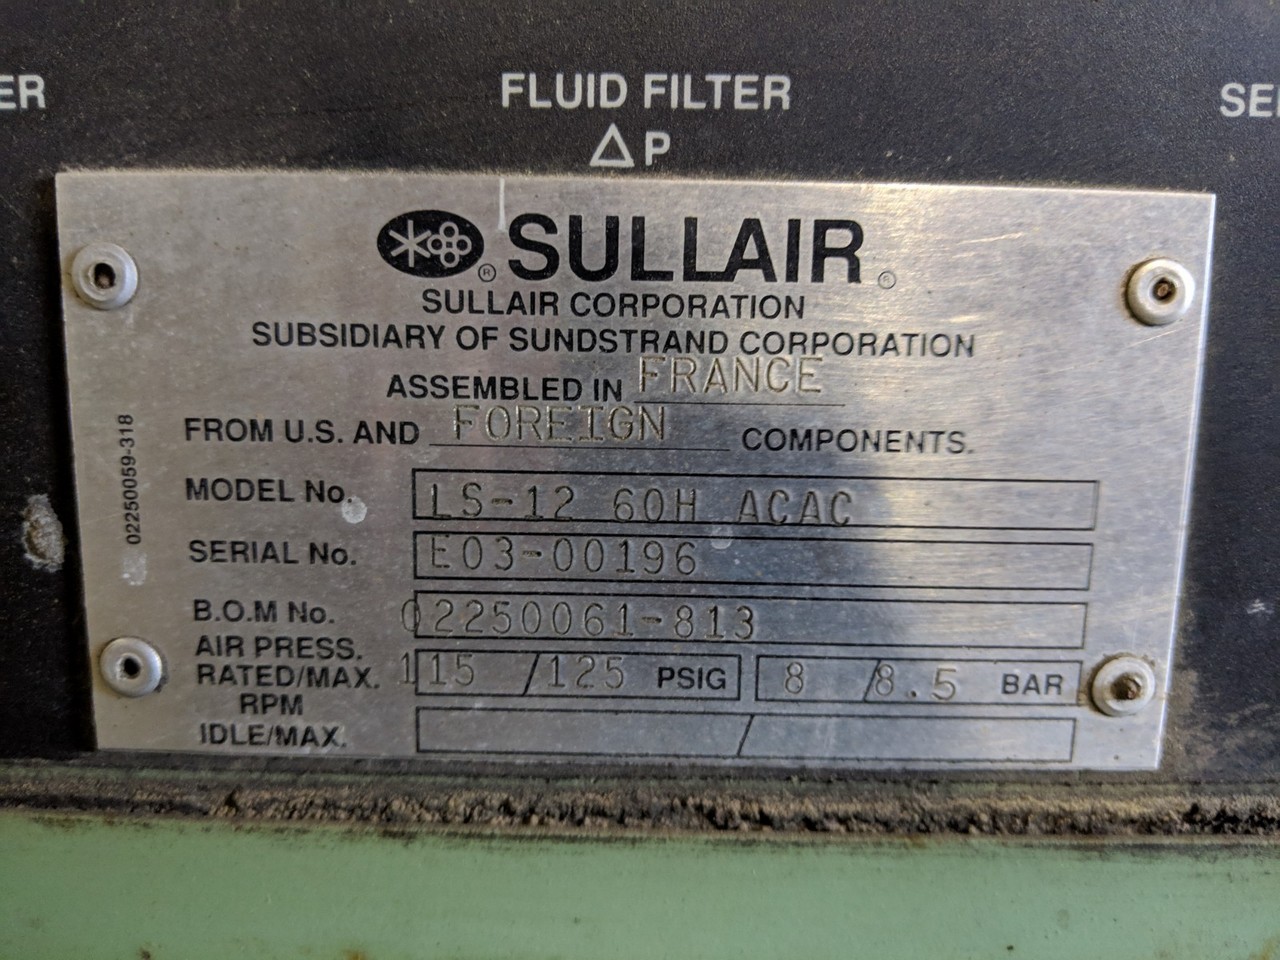 ER
FLUID FILTER
SE
△P
SULLAIR
SULLAIR CORPORATION
SUBSIDIARY OF SUNDSTRAND CORPORATION
ASSEMBLED IN FRANCE
FROM U.S. AND FOREIGN COMPONENTS.
02250059-318
MODEL No. LS-12 60H ACAC
SERIAL No. E03-00196
B.O.M No. 02250061-813
AIR PRESS.
RATED/MAX. 115 /125 PSIG 8 /8.5 BAR
RPM
IDLE/MAX. /